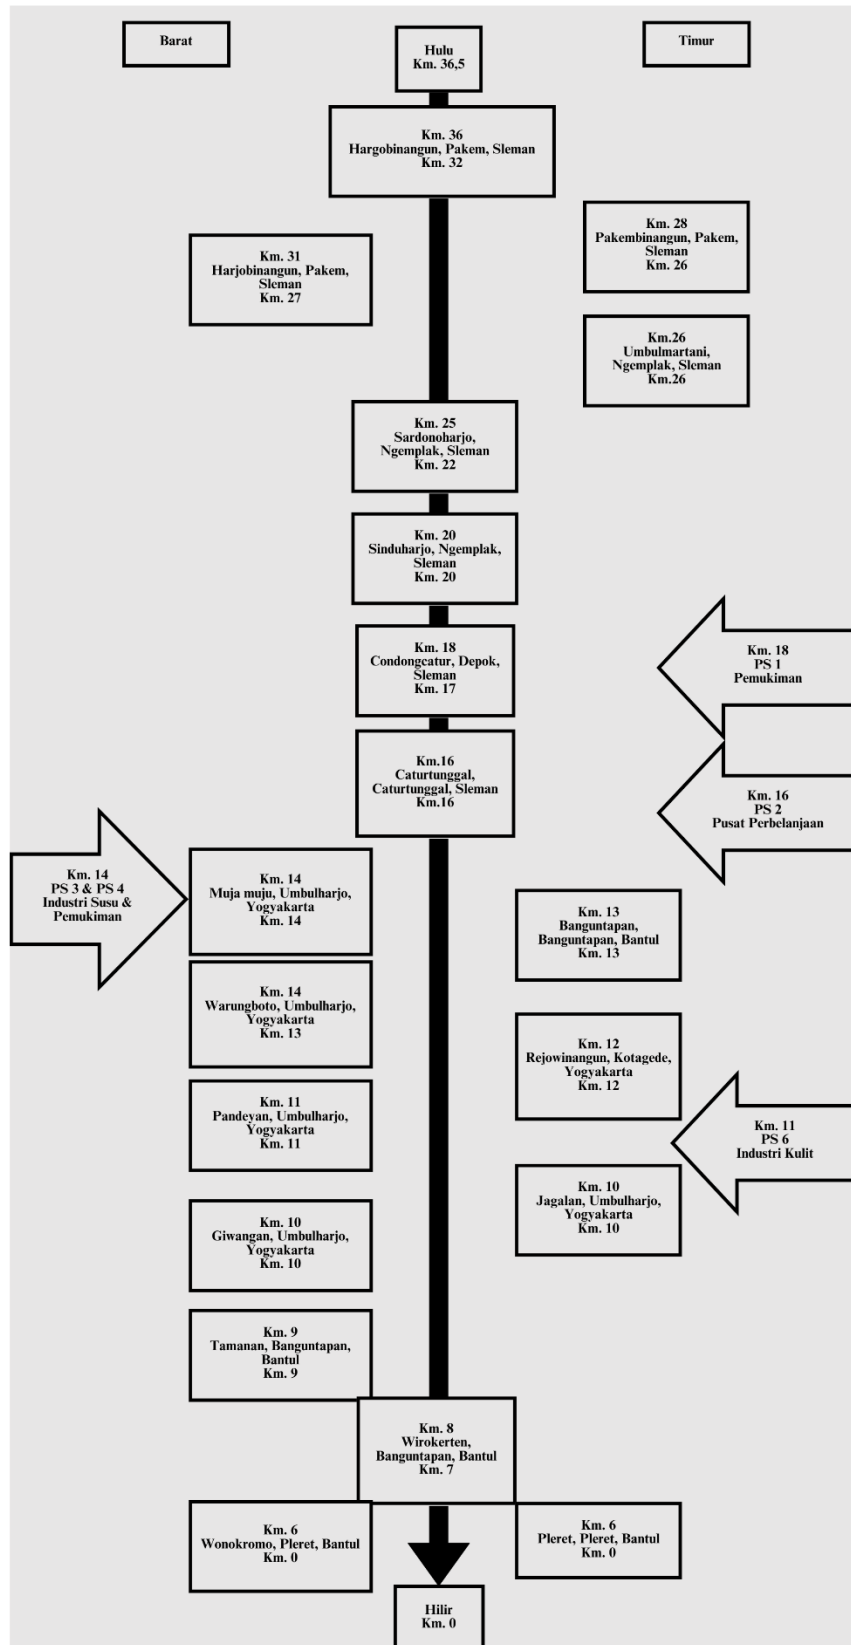 Barat
Hulu
Km. 36,5
Timur
Km. 36
Hargobinangun, Pakem, Sleman
Km. 32
Km. 28
Pakembinangun, Pakem,
Sleman
Km. 26
Km. 31
Harjobinangun, Pakem,
Sleman
Km. 27
Km.26
Umbulmartani,
Ngemplak, Sleman
Km.26
Km. 25
Sardonoharjo,
Ngemplak, Sleman
Km. 22
Km. 20
Sinduharjo, Ngemplak,
Sleman
Km. 20
Km. 18
Condongcatur, Depok,
Sleman
Km. 17
Km. 18
PS 1
Pemukiman
Km.16
Caturtunggal,
Caturtunggal, Sleman
Km.16
Km. 16
PS 2
Pusat Perbelanjaan
Km. 14
PS 3 & PS 4
Industri Susu &
Pemukiman
Km. 14
Muja muju, Umbulharjo,
Yogyakarta
Km. 14
Km. 13
Banguntapan,
Banguntapan, Bantul
Km. 13
Km. 14
Warungboto, Umbulharjo,
Yogyakarta
Km. 13
Km. 12
Rejowinangun, Kotagede,
Yogyakarta
Km. 12
Km. 11
Pandeyan, Umbulharjo,
Yogyakarta
Km. 11
Km. 11
PS 6
Industri Kulit
Km. 10
Jagalan, Umbulharjo,
Yogyakarta
Km. 10
Km. 10
Giwangan, Umbulharjo,
Yogyakarta
Km. 10
Km. 9
Tamanan, Banguntapan,
Bantul
Km. 9
Km. 8
Wirokerten,
Banguntapan, Bantul
Km. 7
Km. 6
Wonokromo, Pleret, Bantul
Km. 0
Km. 6
Pleret, Pleret, Bantul
Km. 0
Hilir
Km. 0